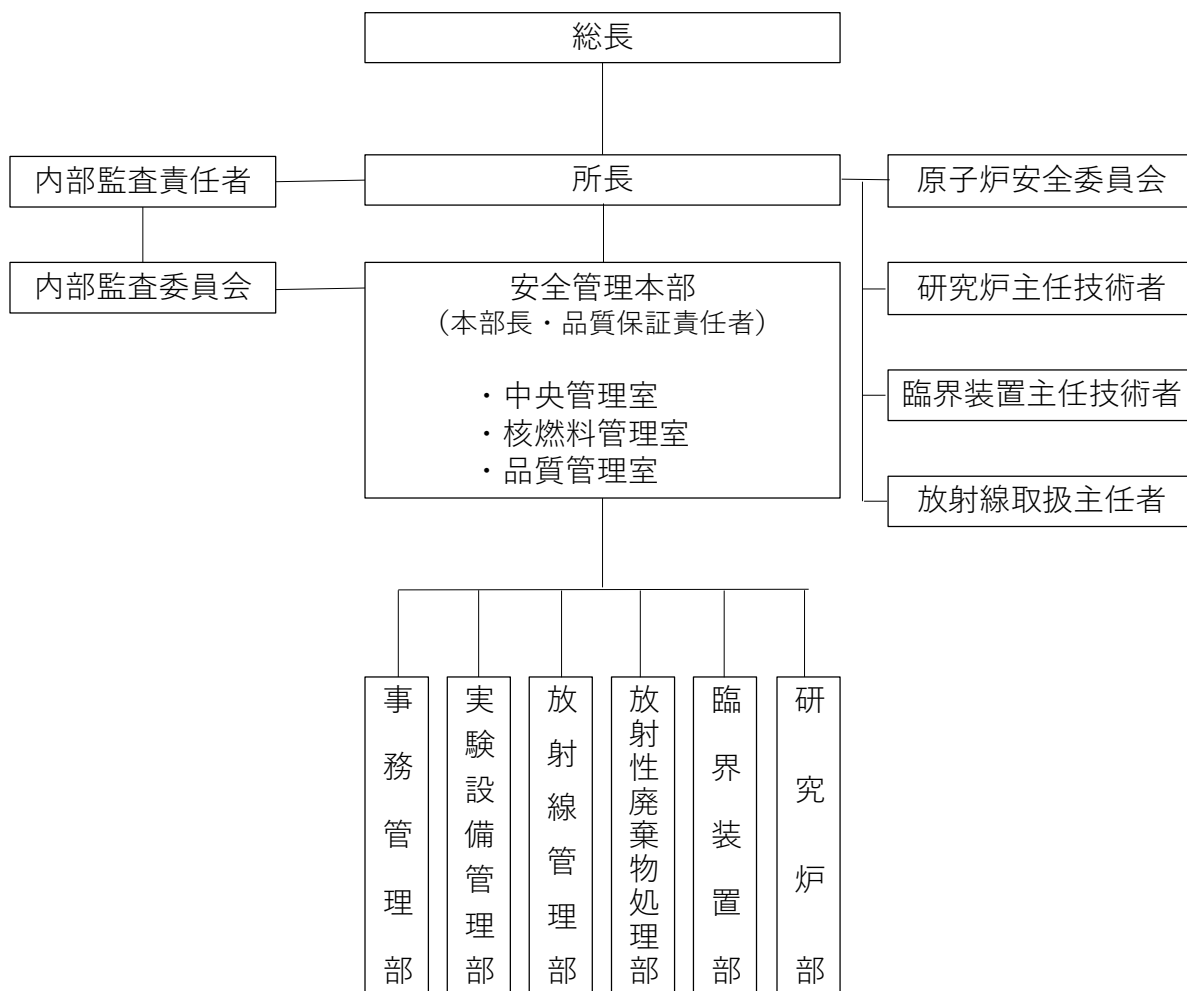 総長
内部監査責任者
所長
原子炉安全委員会
内部監査委員会
安全管理本部
（本部長・品質保証責任者）
・中央管理室
・核燃料管理室
・品質管理室
研究炉主任技術者
臨界装置主任技術者
放射線取扱主任者
事務管理部
実験設備管理部
放射線管理部
放射性廃棄物処理部
臨界装置部
研究炉部